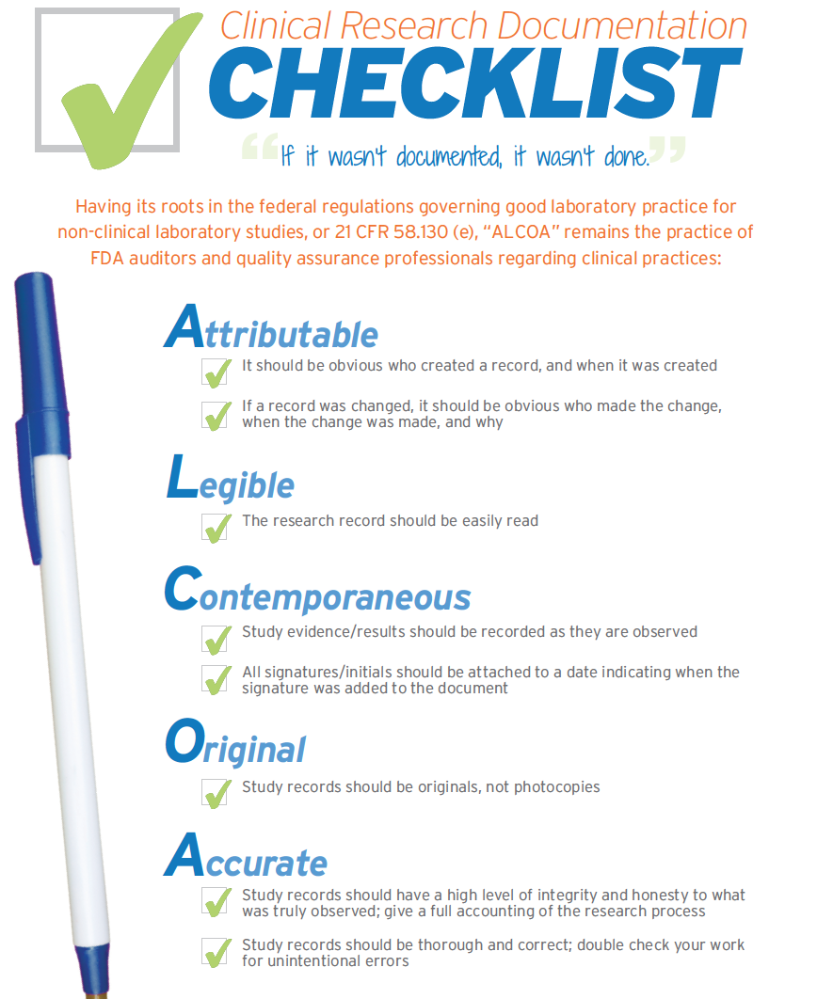 Clinical Research Documentation
CHECKLIST
“If it wasn't documented, it wasn't done.”
Having its roots in the federal regulations governing good laboratory practice for
non-clinical laboratory studies, or 21 CFR 58.130 (e), “ALCOA” remains the practice of
FDA auditors and quality assurance professionals regarding clinical practices:
Attributable
It should be obvious who created a record, and when it was created
If a record was changed, it should be obvious who made the change,
when the change was made, and why
Legible
The research record should be easily read
Contemporaneous
Study evidence/results should be recorded as they are observed
All signatures/initials should be attached to a date indicating when the
signature was added to the document
Original
Study records should be originals, not photocopies
Accurate
Study records should have a high level of integrity and honesty to what
was truly observed; give a full accounting of the research process
Study records should be thorough and correct; double check your work
for unintentional errors